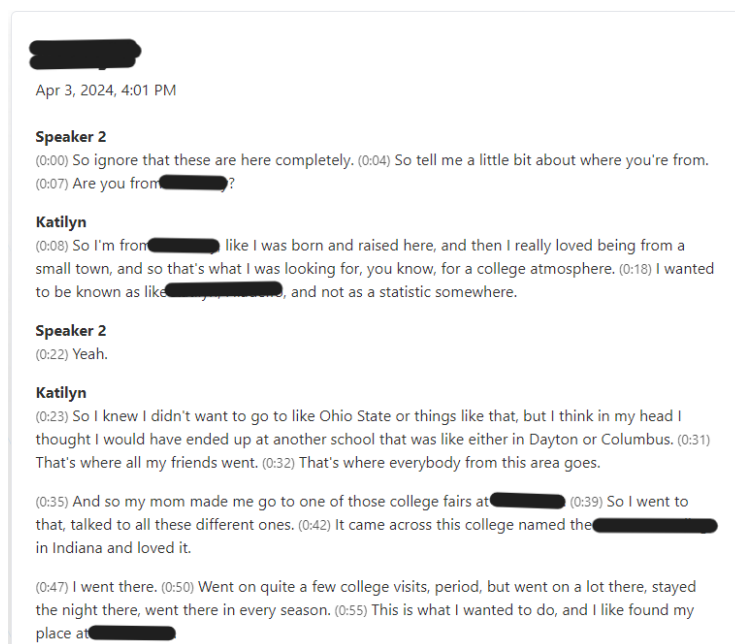 Apr 3, 2024, 4:01 PM
Speaker 2
(0:00) So ignore that these are here completely. (0:04) So tell me a little bit about where you're from.
(0:07) Are you from ?
Katilyn
(0:08) So I'm from like I was born and raised here, and then I really loved being from a
small town, and so that's what I was looking for, you know, for a college atmosphere. (0:18) I wanted
to be known as like , and not as a statistic somewhere.
Speaker 2
(0:22) Yeah.
Katilyn
(0:23) So I knew I didn't want to go to like Ohio State or things like that, but I think in my head I
thought I would have ended up at another school that was like either in Dayton or Columbus. (0:31)
That's where all my friends went. (0:32) That's where everybody from this area goes.
(0:35) And so my mom made me go to one of those college fairs at (0:39) So I went to
that, talked to all these different ones. (0:42) It came across this college named the
in Indiana and loved it.
(0:47) I went there. (0:50) Went on quite a few college visits, period, but went on a lot there, stayed
the night there, went there in every season. (0:55) This is what I wanted to do, and I like found my
place at